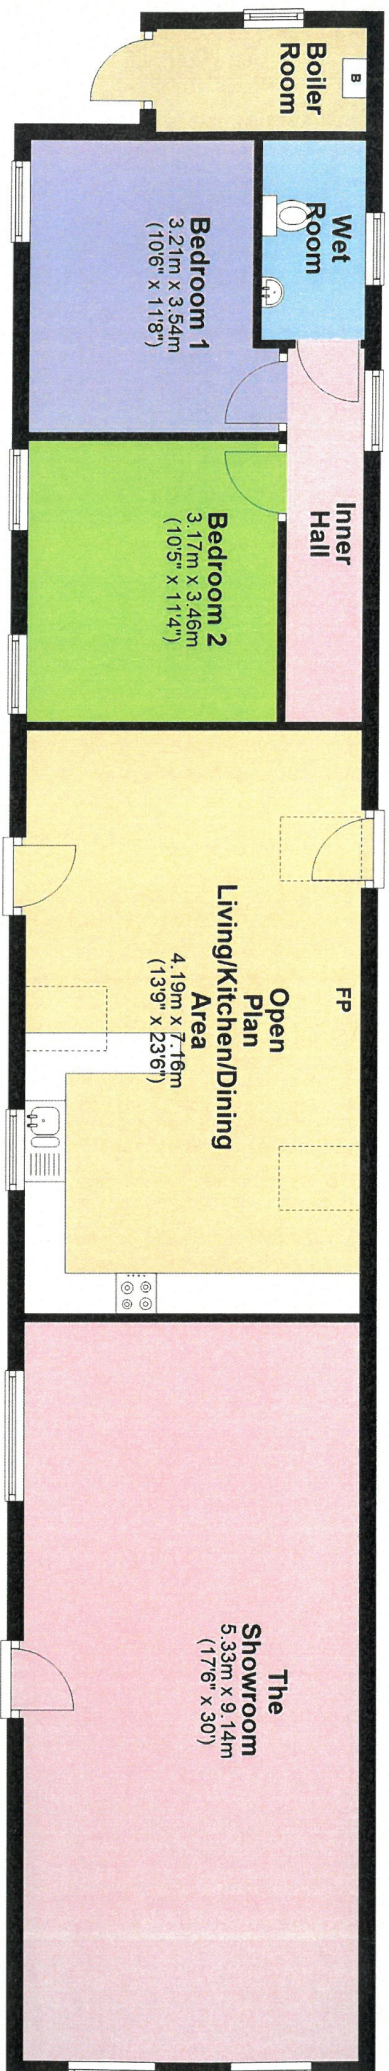 Boiler
Room
B
Wet
Room
Bedroom 1
3.21m x 3.54m
(10'6" x 11'8")
Inner
Hall
Bedroom 2
3.17m x 3.46m
(10'5" x 11'4")
FP
Open
Plan
Living/Kitchen/Dining
Area
4.19m x 7.16m
(13'9" x 23'6")
The
Showroom
5.33m x 9.14m
(17'6" x 30')